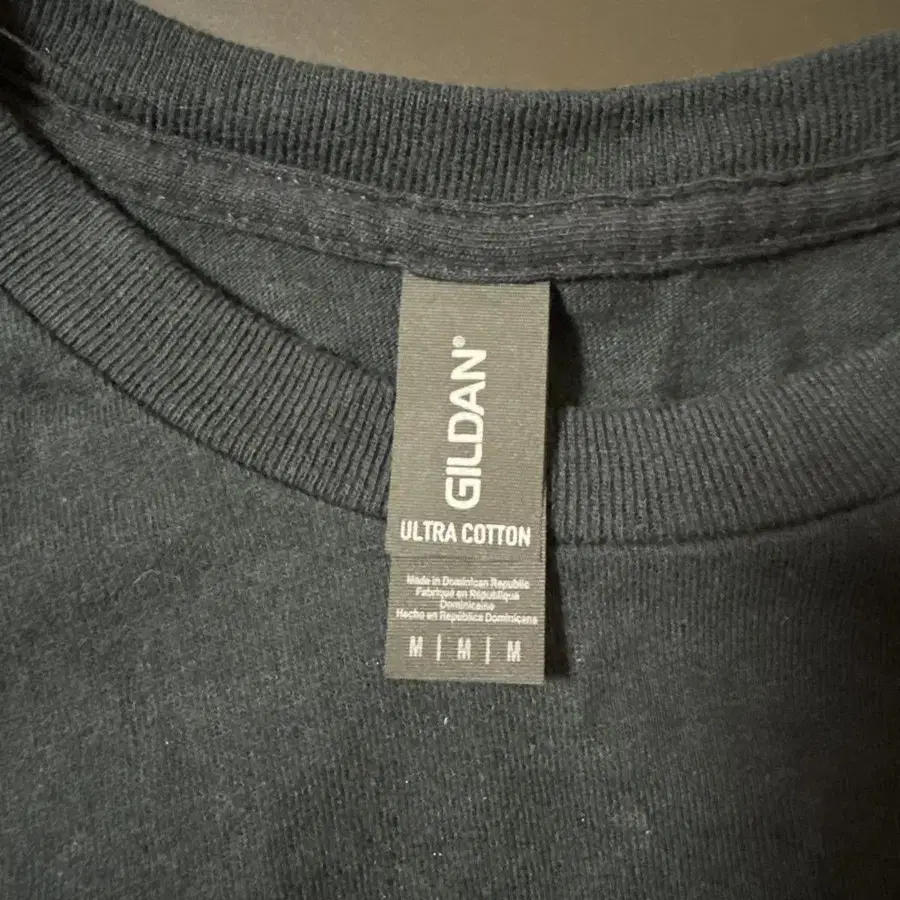 GILDAN®
ULTRA COTTON
Made in Dominican Republic
Fabriqué en République
Dominicaine
Hecho en República Dominicana
M | M | M